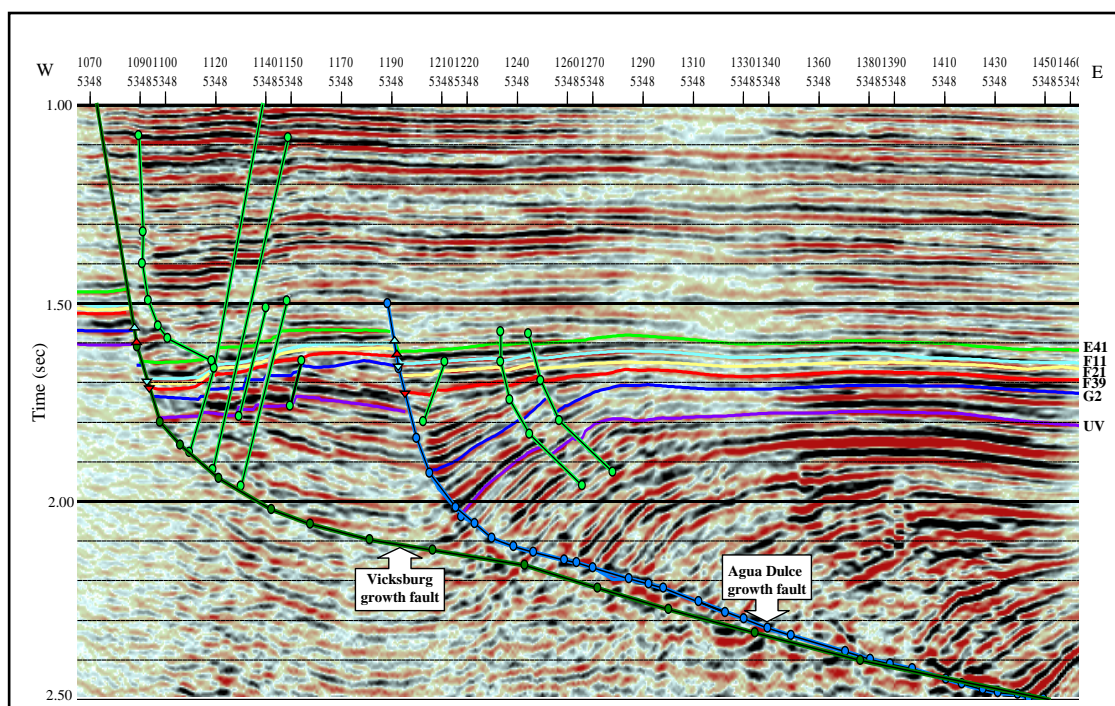 W
1070 10901100 1120 11401150 1170 1190 12101220 1240 12601270 1290 1310 13301340 1360 13801390 1410 1430 14501460
5348 53485348 5348 53485348 5348 5348 53485348 5348 53485348 5348 5348 53485348 5348 53485348 5348 5348 53485348
E
1.00
1.50
Time (sec)
2.00
2.50
E41
F11
F21
F39
G2
UV
Vicksburg
growth fault
Agua Dulce
growth fault